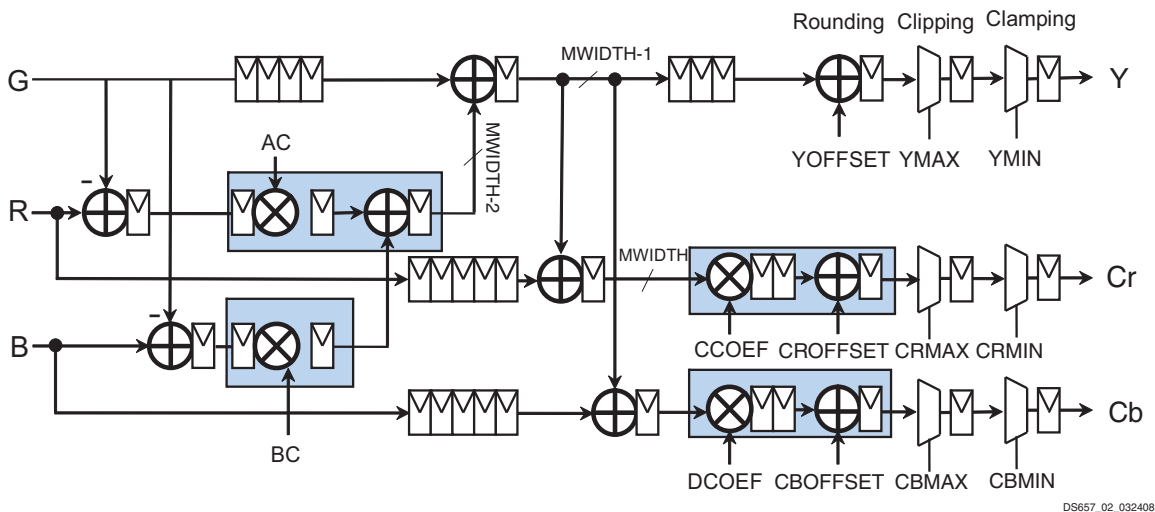 Rounding Clipping Clamping
MWIDTH-1
G
Y
AC
MWIDTH-2
YOFFSET YMAX YMIN
-
R
MWIDTH
Cr
-
B
CCOEF CROFFSET CRMAX CRMIN
Cb
BC
DCOEF CBOFFSET CBMAX CBMIN
DS657_02_032408